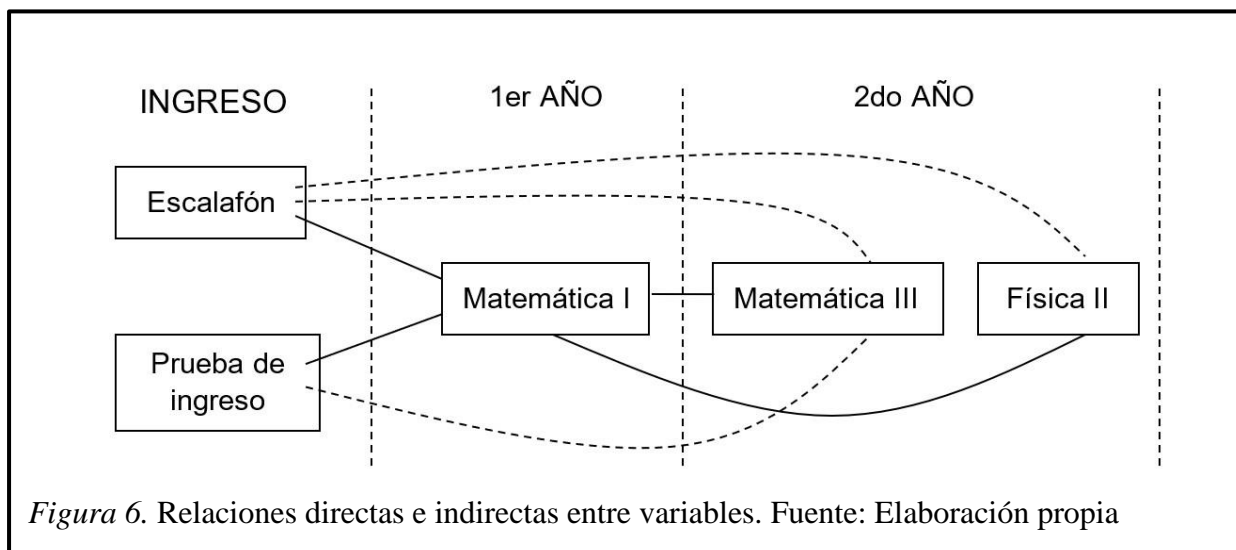 INGRESO
1er AÑO
2do AÑO
Escalafón
Matemática I
Matemática III
Física II
Prueba de
ingreso
Figura 6. Relaciones directas e indirectas entre variables. Fuente: Elaboración propia